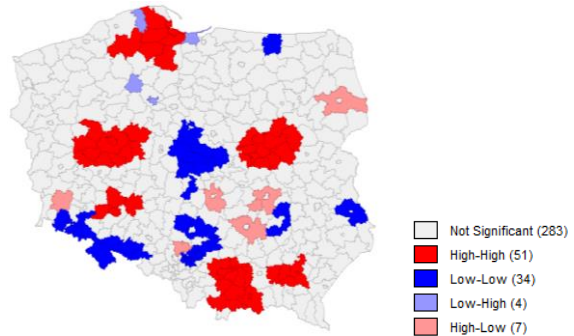 Not Significant (283)
High-High (51)
Low-Low (34)
Low-High (4)
High-Low (7)